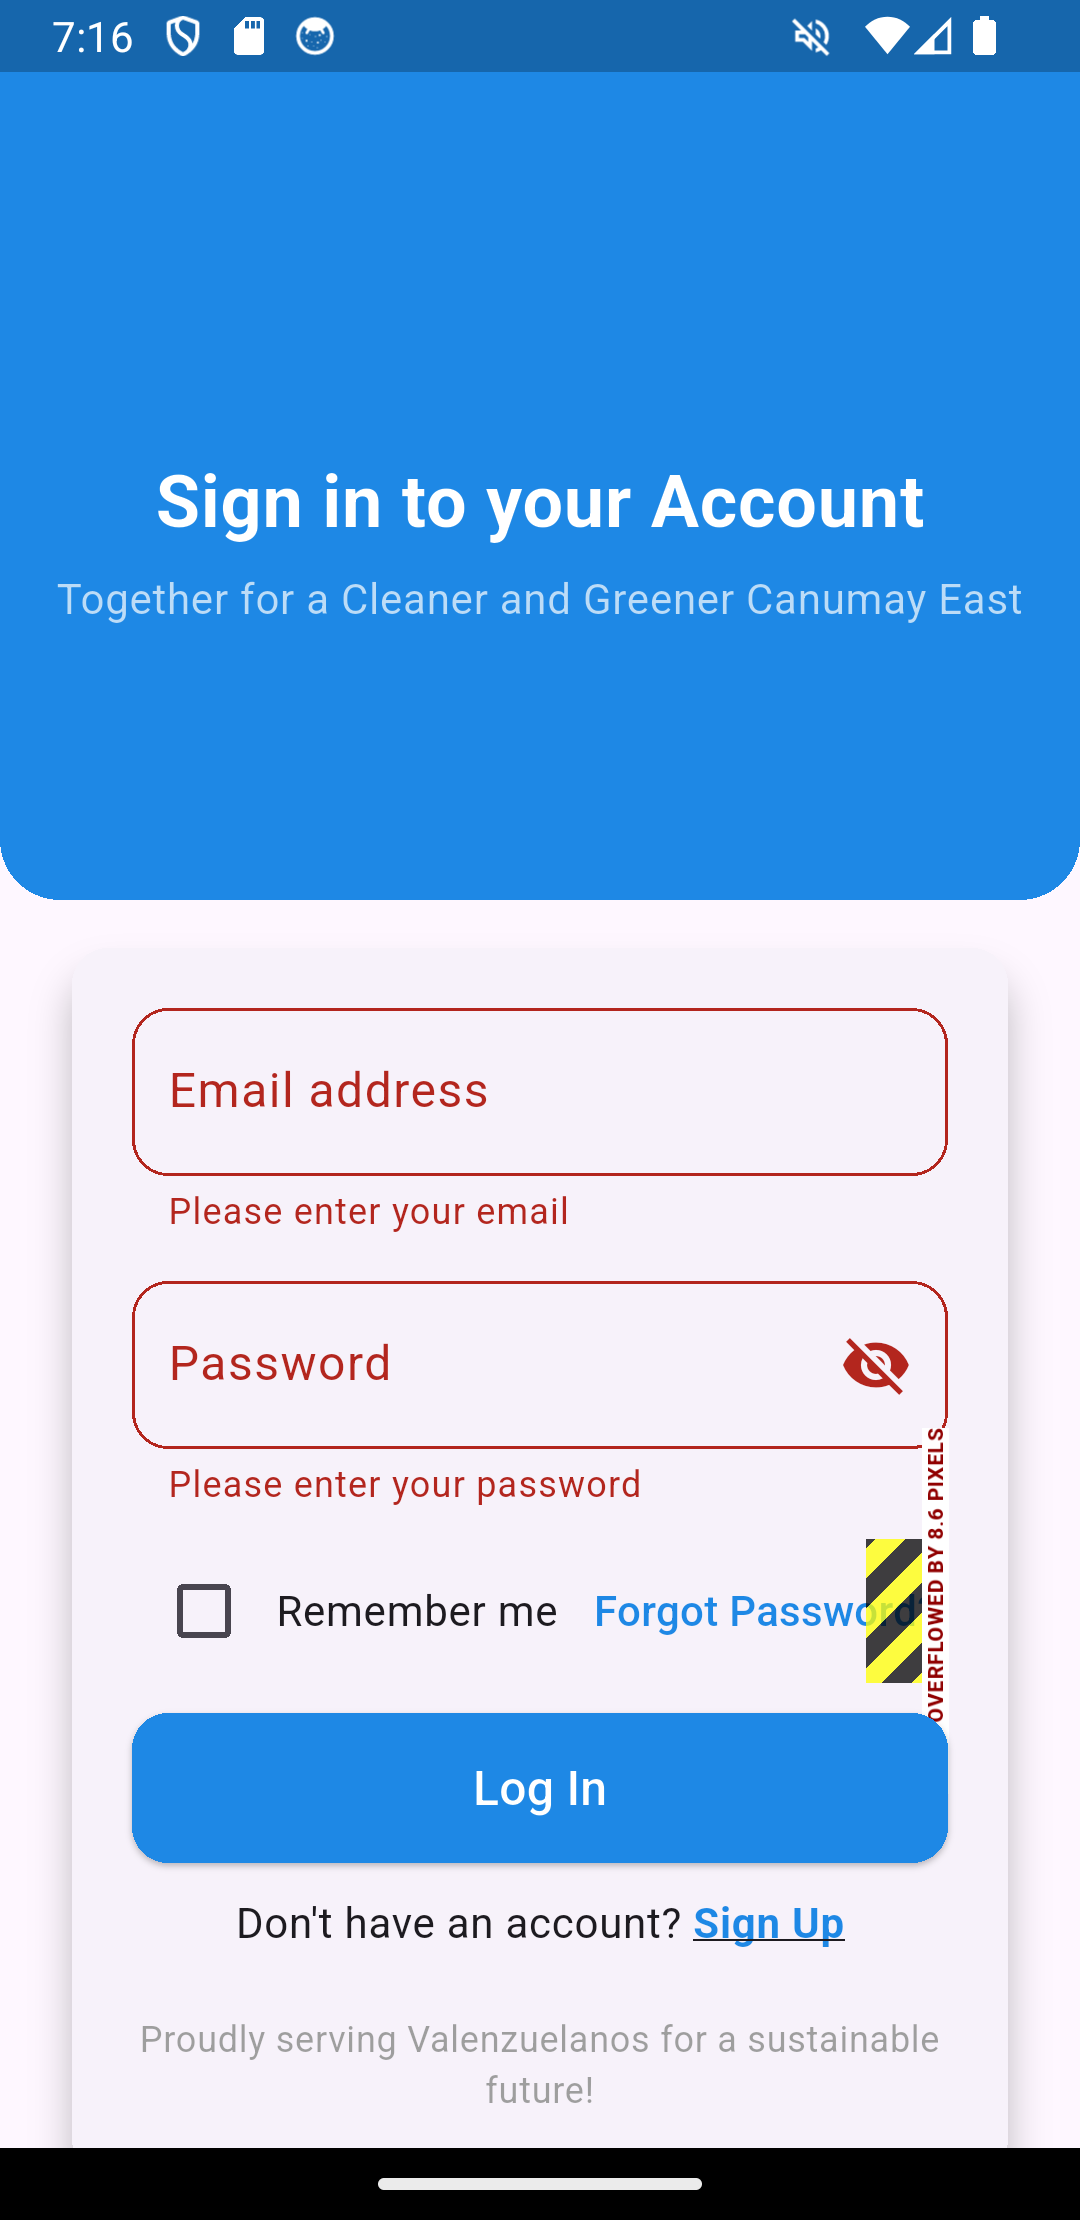 7:16
Sign in to your Account
Together for a Cleaner and Greener Canumay East
Email address
Please enter your email
Password
Please enter your password
OVERFLOWED BY 8.6 PIXELS
Remember me
Forgot Password?
Log In
Don't have an account? Sign Up
Proudly serving Valenzuelanos for a sustainable
future!